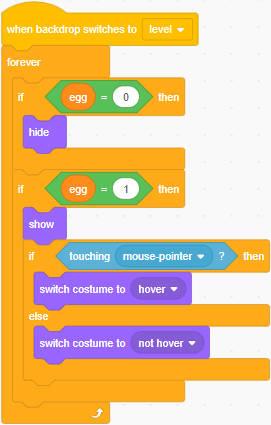 when backdrop switches to level
forever
if egg = 0 then
hide
if egg = 1 then
show
if touching mouse-pointer ? then
switch costume to hover
else
switch costume to not hover